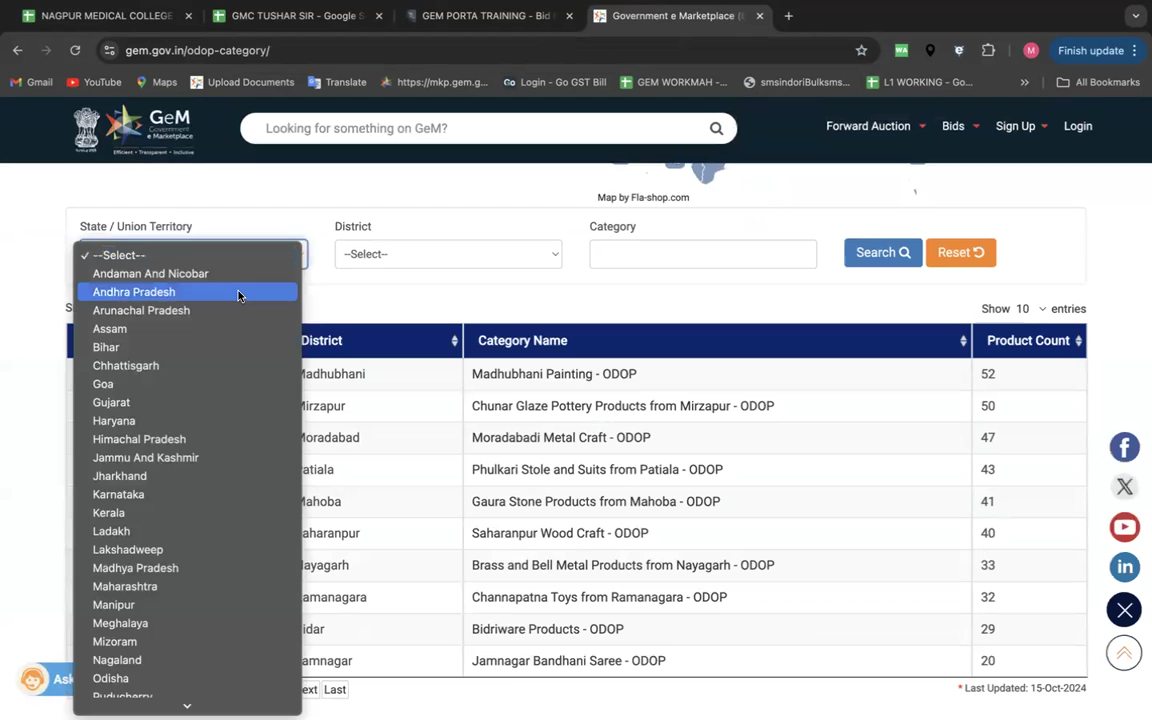 NAGPUR MEDICAL COLLEGE
GMC TUSHAR SIR - Google S
GEM PORTA TRAINING - Bid
Government e Marketplace (
gem.gov.in/odop-category/
M
Finish update
Gmail
YouTube
Maps
Upload Documents
Translate
https://mkp.gem.g...
Login - Go GST Bill
GEM WORKMAH -...
smsindoriBulksms...
L1 WORKING - Go...
All Bookmarks
GeM
Government
e Marketplace
Efficient • Transparent • Inclusive
Looking for something on GeM?
Forward Auction
Bids
Sign Up
Login
Map by Fla-shop.com
State / Union Territory
District
Category
--Select--
Search
Reset
✓ --Select--
Andaman And Nicobar
Andhra Pradesh
Arunachal Pradesh
Assam
Bihar
Chhattisgarh
Goa
Gujarat
Haryana
Himachal Pradesh
Jammu And Kashmir
Jharkhand
Karnataka
Kerala
Ladakh
Lakshadweep
Madhya Pradesh
Maharashtra
Manipur
Meghalaya
Mizoram
Nagaland
Odisha
Puducherry
Show 10 entries
District Category Name Product Count
Madhubhani Madhubhani Painting - ODOP 52
Mirzapur Chunar Glaze Pottery Products from Mirzapur - ODOP 50
Moradabad Moradabadi Metal Craft - ODOP 47
Patiala Phulkari Stole and Suits from Patiala - ODOP 43
Mahoba Gaura Stone Products from Mahoba - ODOP 41
aharanpur Saharanpur Wood Craft - ODOP 40
ayagarh Brass and Bell Metal Products from Nayagarh - ODOP 33
amanagara Channapatna Toys from Ramanagara - ODOP 32
idar Bidriware Products - ODOP 29
amnagar Jamnagar Bandhani Saree - ODOP 20
Ask
ext Last
* Last Updated: 15-Oct-2024